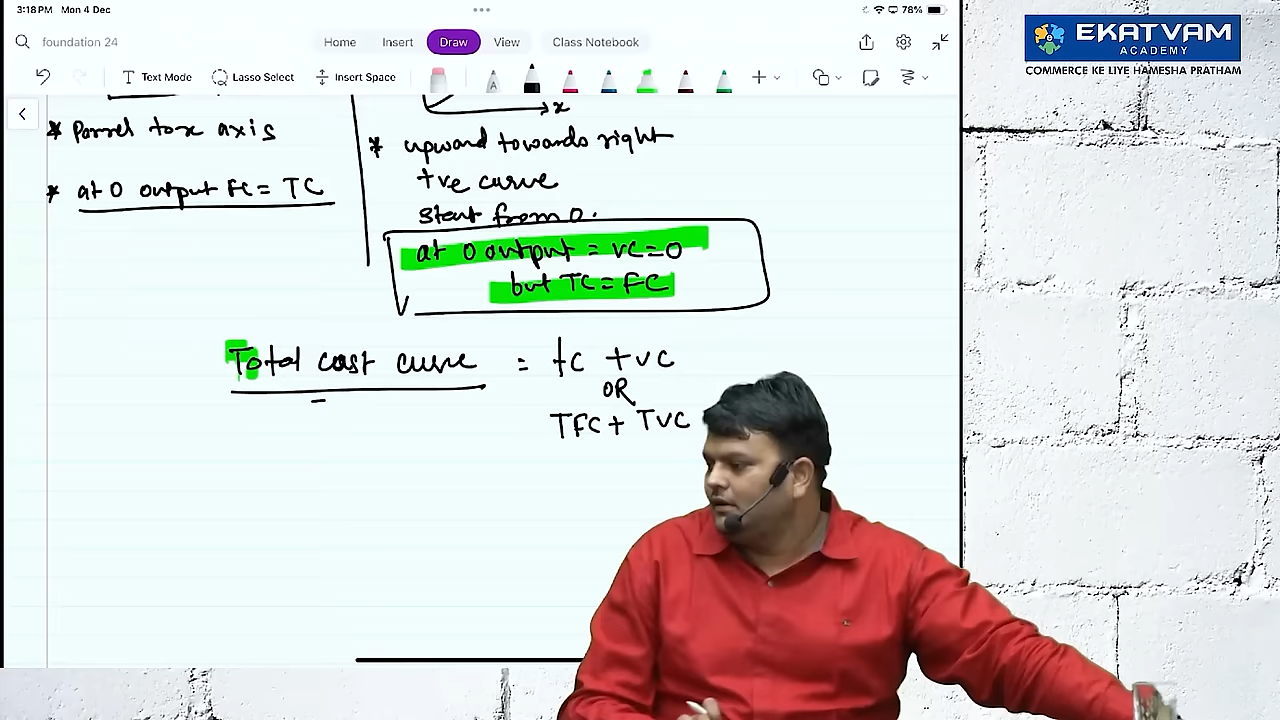 3:18 PM Mon 4 Dec
78%
foundation 24
Home Insert Draw View Class Notebook
Text Mode Lasso Select Insert Space
EKATVAM
ACADEMY
COMMERCE KE LIYE HAMESHA PRATHAM
* Parrel to x axis
* at 0 output FC = TC
x
* upward towards right
+ve curve
start from 0.
at 0 output = VC = 0
but TC = FC
Total cost curve = fC + VC
OR
TFC + TVC